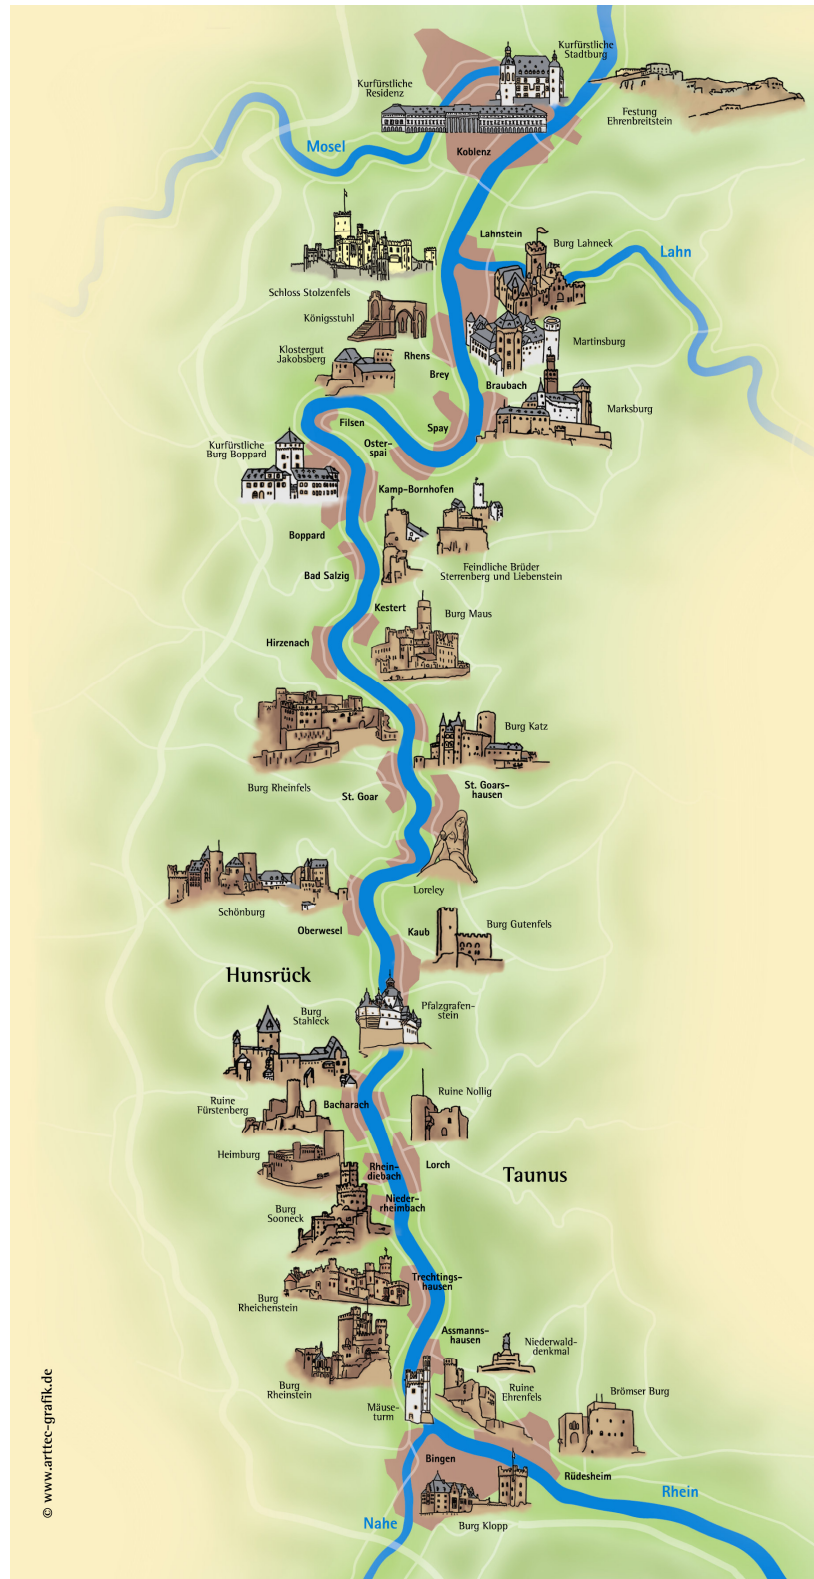 Kurfürstliche
Stadtburg
Kurfürstliche
Residenz
Festung
Ehrenbreitstein
Mosel
Koblenz
Lahnstein
Burg Lahneck
Lahn
Schloss Stolzenfels
Königsstuhl
Martinsburg
Klostergut
Jakobsberg
Rhens
Brey
Braubach
Marksburg
Filsen
Spay
Oster-
spai
Kurfürstliche
Burg Boppard
Kamp-Bornhofen
Boppard
Feindliche Brüder
Sterrenberg und Liebenstein
Bad Salzig
Kestert
Burg Maus
Hirzenach
Burg Katz
Burg Rheinfels
St. Goar
St. Goars-
hausen
Loreley
Schönburg
Oberwesel
Kaub
Burg Gutenfels
Hunsrück
Pfalzgrafen-
stein
Burg
Stahleck
Ruine Nollig
Ruine
Fürstenberg
Bacharach
Heimburg
Rhein-
diebach
Lorch
Taunus
Nieder-
rheimbach
Burg
Sooneck
Trechtings-
hausen
Burg
Rheichenstein
Assmanns-
hausen
Niederwald-
denkmal
Burg
Rheinstein
Ruine
Ehrenfels
Brömser Burg
Mäuse-
turm
Bingen
Rüdesheim
Rhein
Nahe
Burg Klopp
© www.arttec-grafik.de